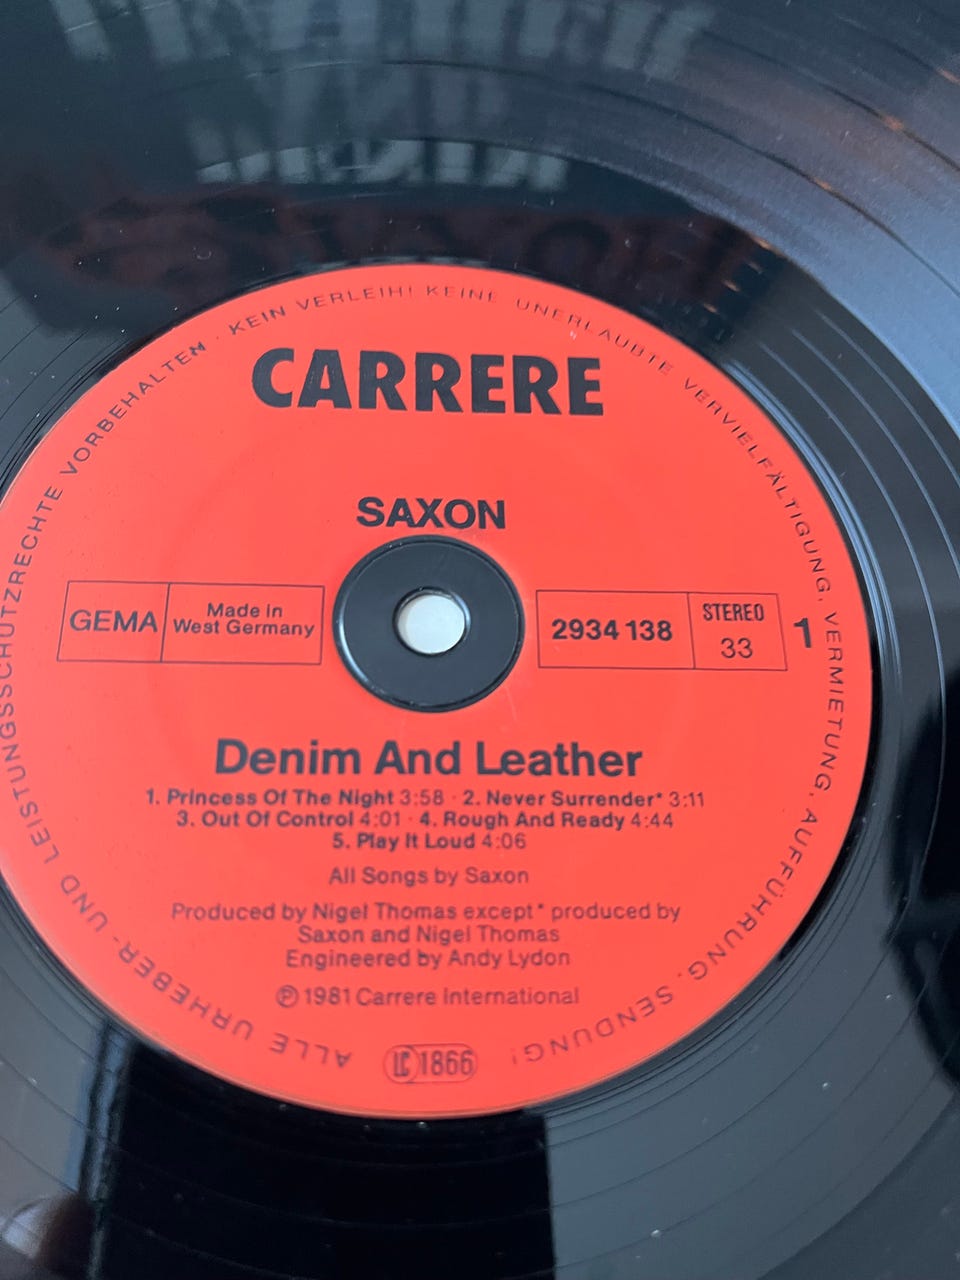 ALLE URHEBER- UND LEISTUNGSSCHUTZRECHTE VORBEHALTEN · KEIN VERLEIH! KEINE UNERLAUBTE VERVIELFÄLTIGUNG, VERMIETUNG, AUFFÜHRUNG, SENDUNG!
CARRERE
SAXON
GEMA
Made in
West Germany
2934 138
STEREO
33
1
Denim And Leather
1. Princess Of The Night 3:58 · 2. Never Surrender* 3:11
3. Out Of Control 4:01 · 4. Rough And Ready 4:44
5. Play It Loud 4:06
All Songs by Saxon
Produced by Nigel Thomas except* produced by
Saxon and Nigel Thomas
Engineered by Andy Lydon
℗ 1981 Carrere International
LC 1866